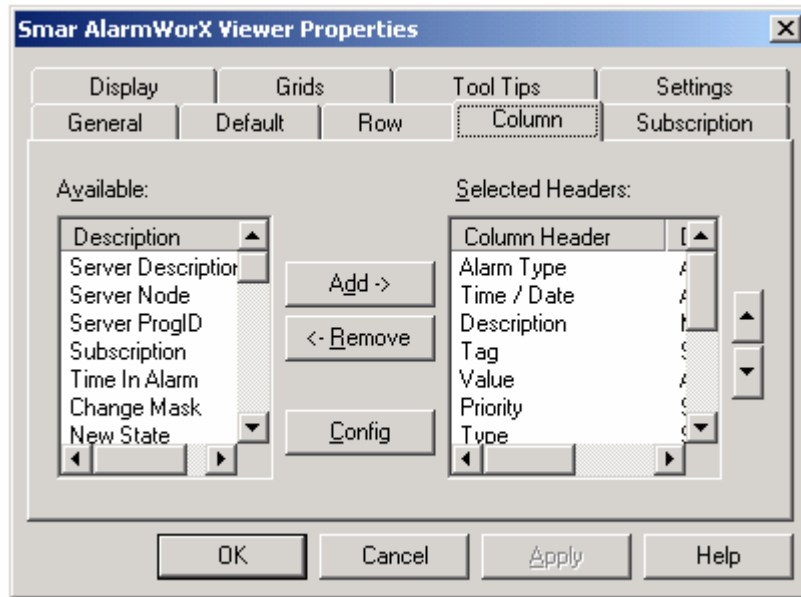 Smar AlarmWorX Viewer Properties
Display Grids Tool Tips Settings
General Default Row Column Subscription
Available:
Description
Server Description
Server Node
Server ProgID
Subscription
Time In Alarm
Change Mask
New State
Add ->
<- Remove
Config
Selected Headers:
Column Header
Alarm Type
Time / Date
Description
Tag
Value
Priority
Type
OK Cancel Apply Help